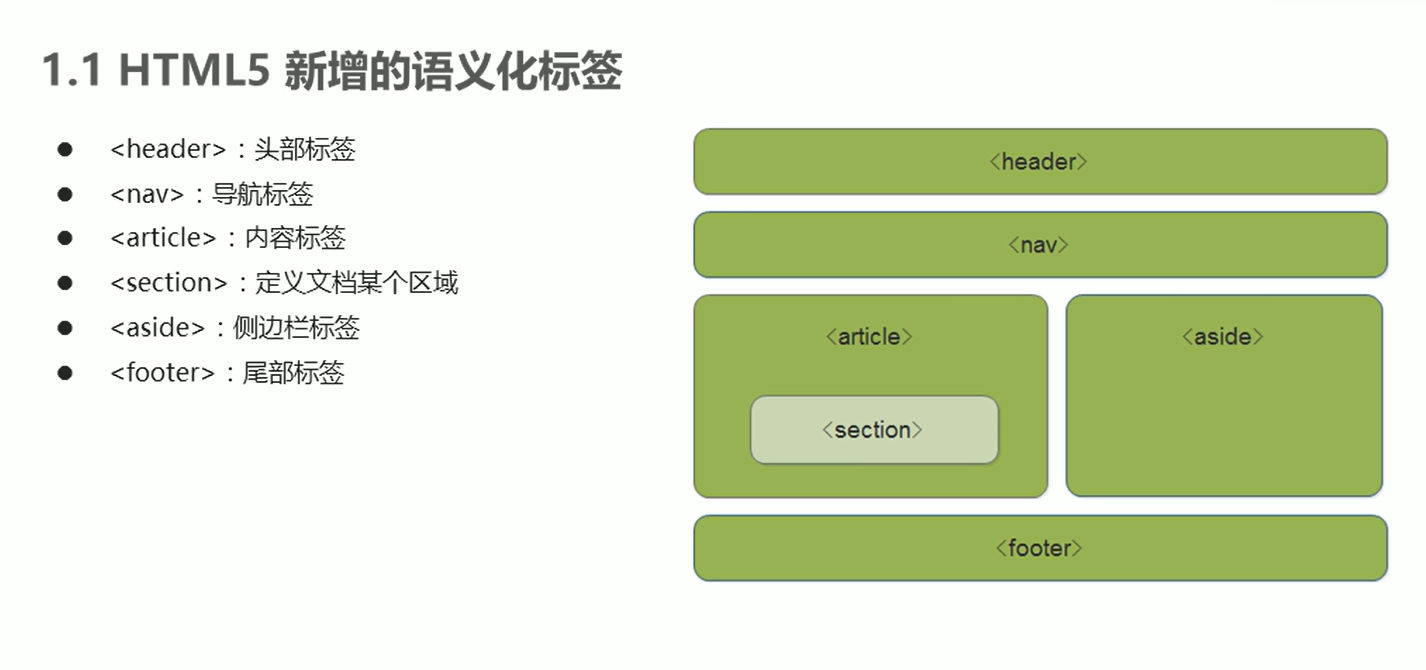 1.1 HTML5 新增的语义化标签
● <header>：头部标签
● <nav>：导航标签
● <article>：内容标签
● <section>：定义文档某个区域
● <aside>：侧边栏标签
● <footer>：尾部标签
<header>
<nav>
<article>
<aside>
<section>
<footer>